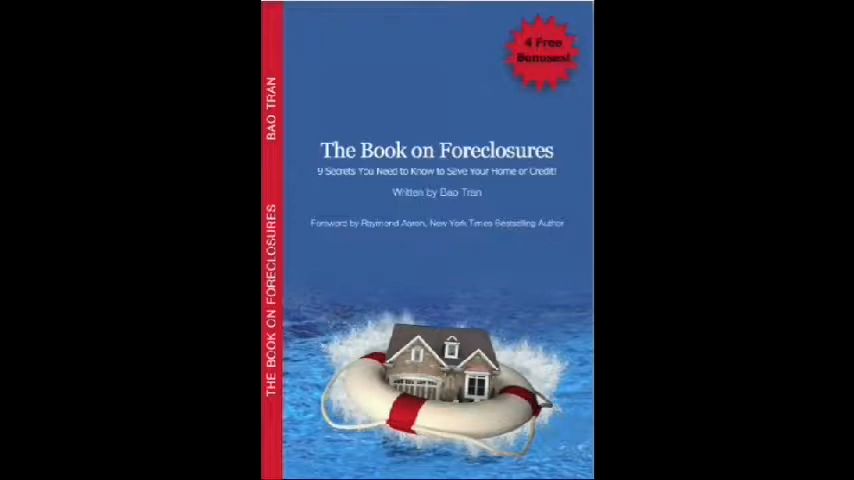 4 Free
Bonuses!
The Book on Foreclosures
9 Secrets You Need to Know to Save Your Home or Credit!
Written by Bao Tran
Foreword by Raymond Aaron, New York Times Bestselling Author
BAO TRAN
THE BOOK ON FORECLOSURES